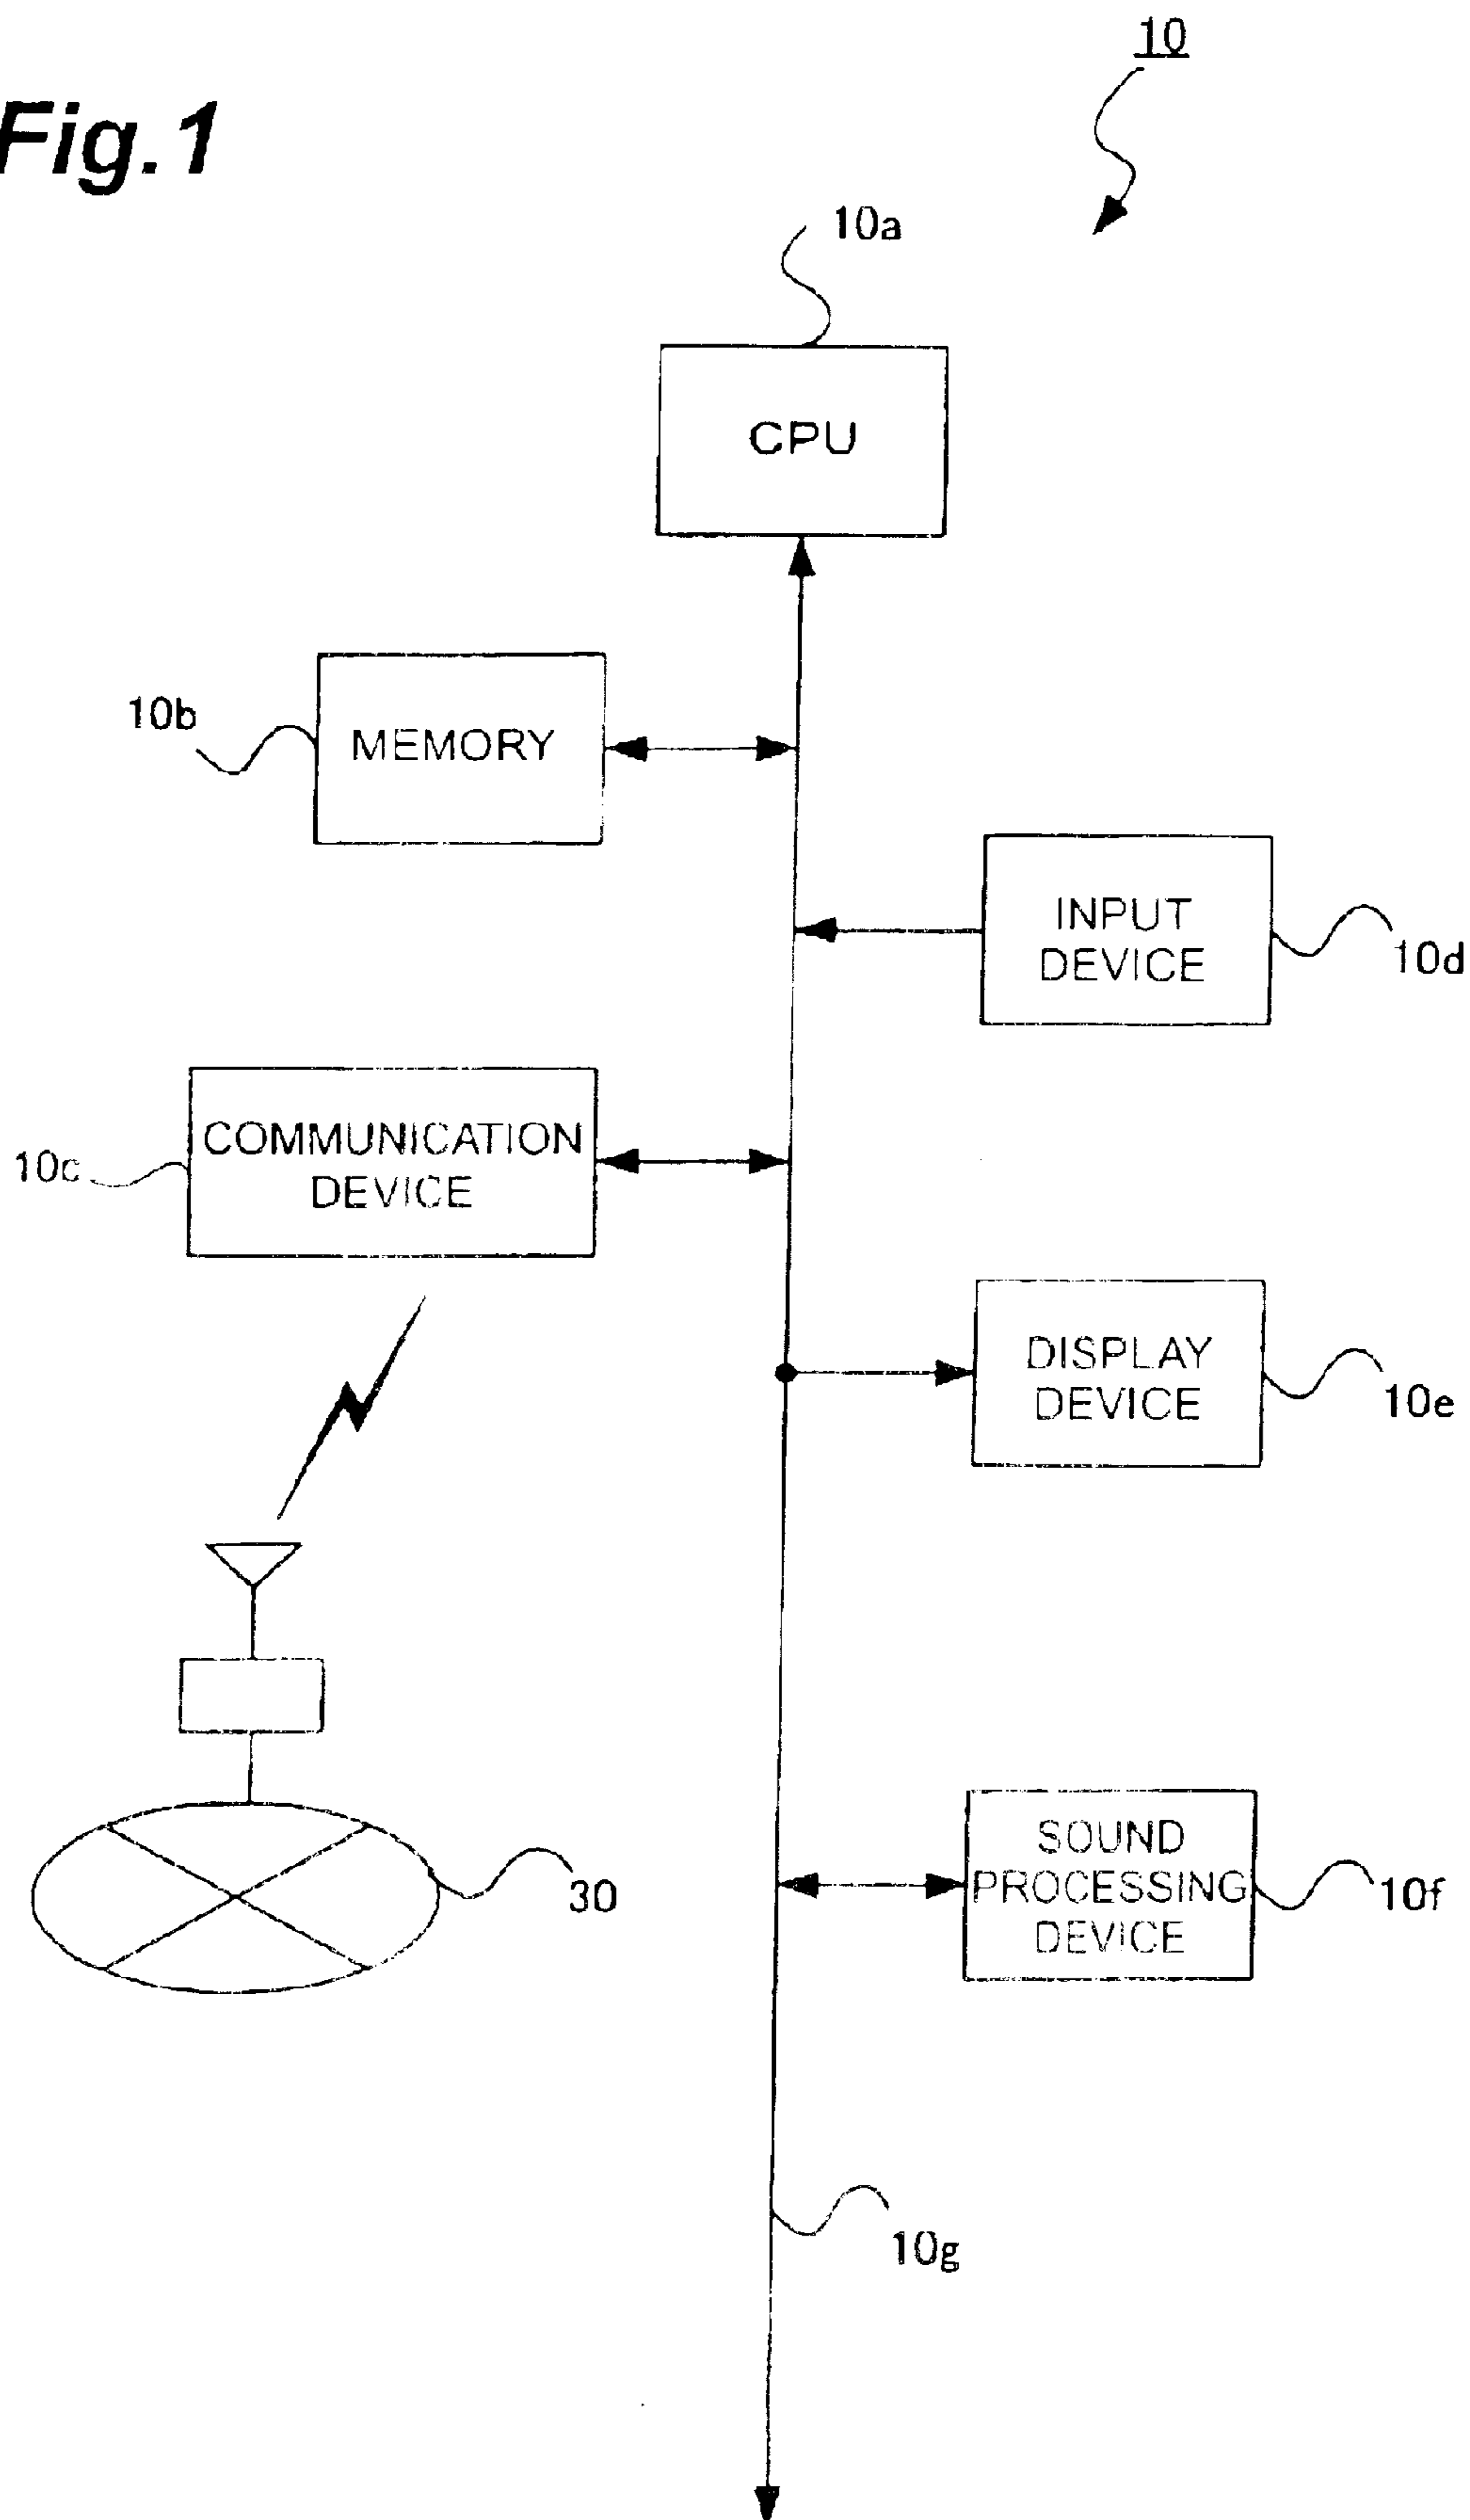 10
Fig.1
10a
CPU
10b
MEMORY
INPUT
DEVICE
10d
COMMUNICATION
DEVICE
10c
DISPLAY
DEVICE
10e
30
SOUND
PROCESSING
DEVICE
10f
10g